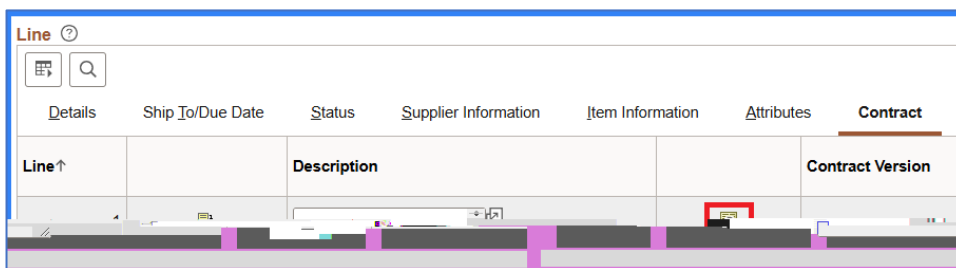 Line
Details Ship To/Due Date Status Supplier Information Item Information Attributes Contract
Line↑ Description Contract Version